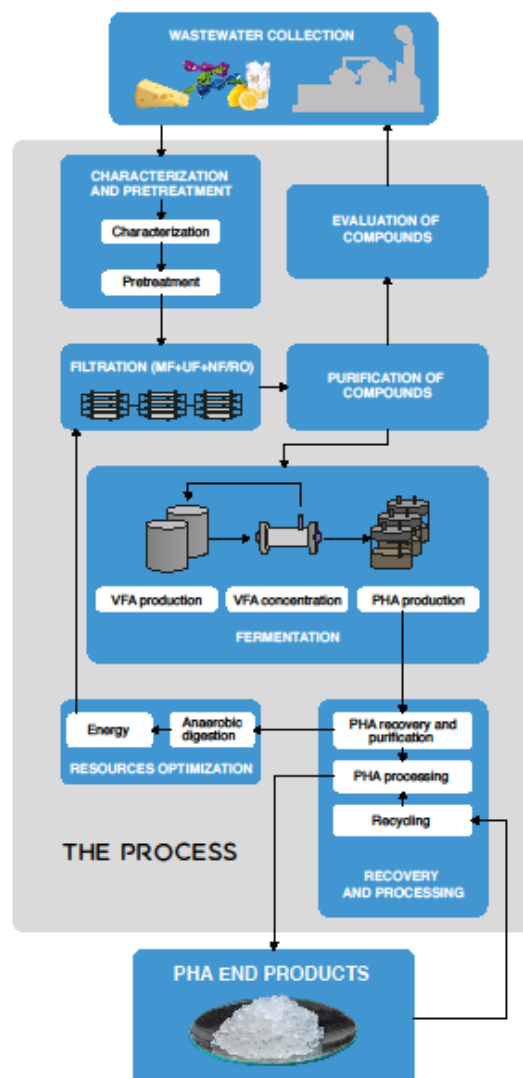 WASTEWATER COLLECTION
CHARACTERIZATION
AND PRETREATMENT
Characterization
Pretreatment
EVALUATION OF
COMPOUNDS
FILTRATION (MF+UF+NF/RO)
PURIFICATION OF
COMPOUNDS
VFA production
VFA concentration
PHA production
FERMENTATION
Energy
Anaerobic
digestion
RESOURCES OPTIMIZATION
PHA recovery and
purification
PHA processing
Recycling
RECOVERY
AND PROCESSING
THE PROCESS
PHA END PRODUCTS